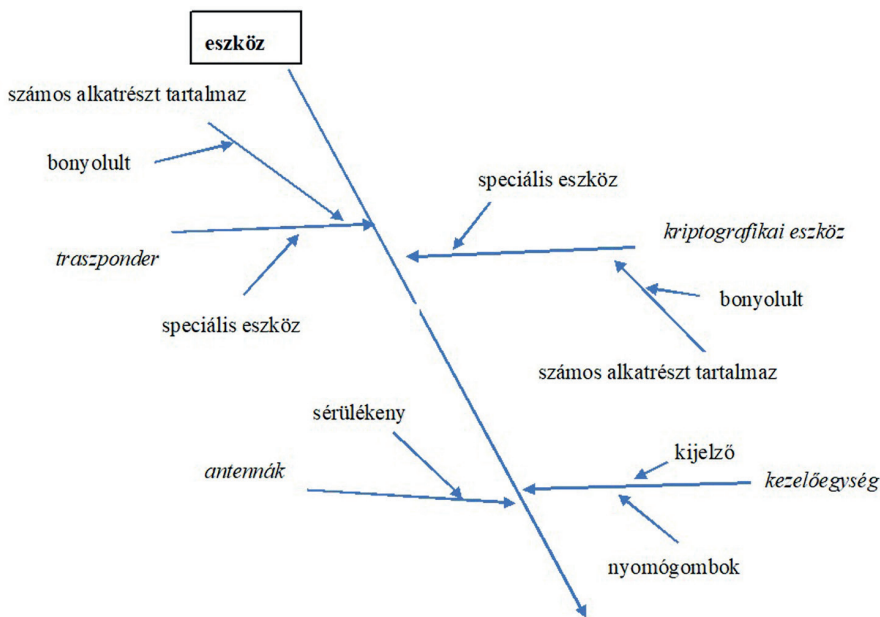 eszköz
számos alkatrészt tartalmaz
bonyolult
speciális eszköz
kriptografikai eszköz
traszponder
bonyolult
speciális eszköz
számos alkatrészt tartalmaz
sérülékeny
kijelző
antennák
kezelőegység
nyomógombok